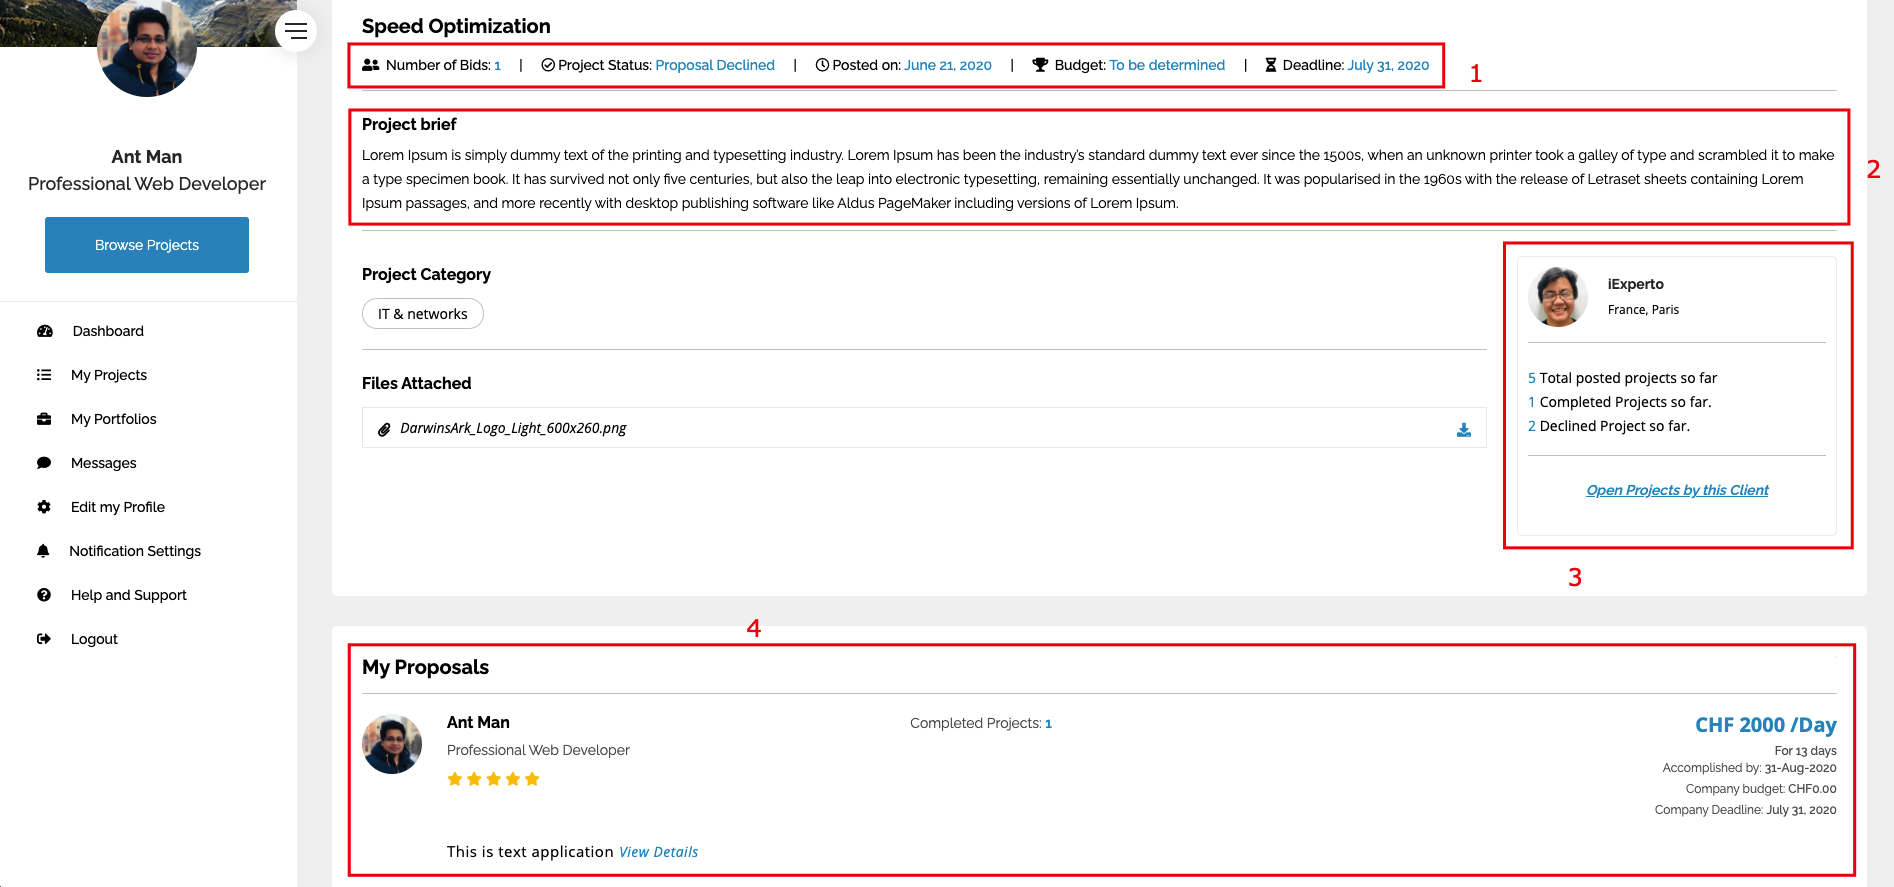 Ant Man
Professional Web Developer
Browse Projects
Dashboard
My Projects
My Portfolios
Messages
Edit my Profile
Notification Settings
Help and Support
Logout
Speed Optimization
Number of Bids: 1 | Project Status: Proposal Declined | Posted on: June 21, 2020 | Budget: To be determined | Deadline: July 31, 2020
1
Project brief
Lorem Ipsum is simply dummy text of the printing and typesetting industry. Lorem Ipsum has been the industry's standard dummy text ever since the 1500s, when an unknown printer took a galley of type and scrambled it to make
a type specimen book. It has survived not only five centuries, but also the leap into electronic typesetting, remaining essentially unchanged. It was popularised in the 1960s with the release of Letraset sheets containing Lorem
Ipsum passages, and more recently with desktop publishing software like Aldus PageMaker including versions of Lorem Ipsum.
2
Project Category
IT & networks
Files Attached
DarwinsArk_Logo_Light_600x260.png
iExperto
France, Paris
5 Total posted projects so far
1 Completed Projects so far.
2 Declined Project so far.
Open Projects by this Client
3
4
My Proposals
Ant Man
Professional Web Developer
Completed Projects: 1
CHF 2000 /Day
For 13 days
Accomplished by: 31-Aug-2020
Company budget: CHF0.00
Company Deadline: July 31, 2020
This is text application View Details